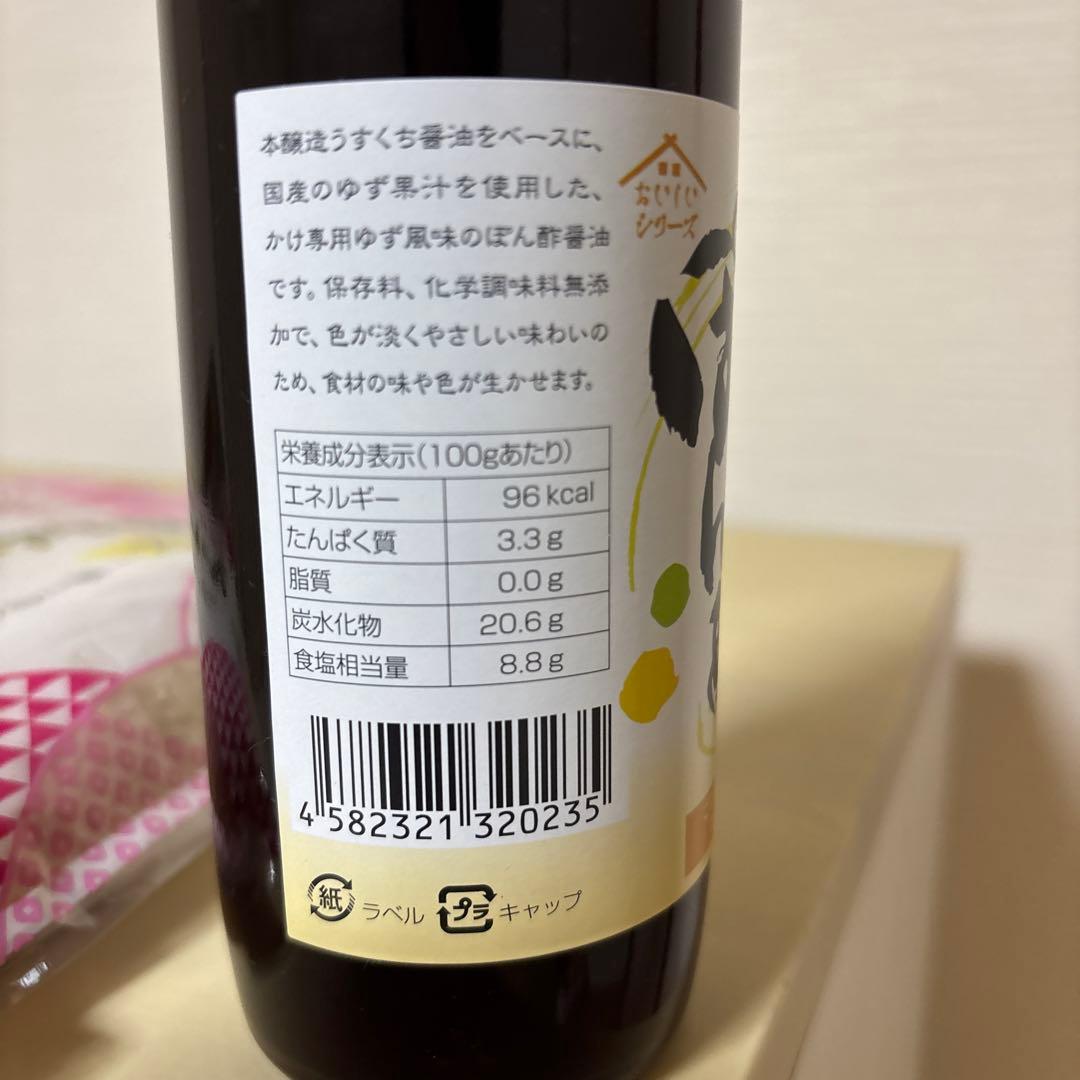 本醸造うすくち醤油をベースに、
国産のゆず果汁を使用した、
かけ専用ゆず風味のぽん酢醤油
です。保存料、化学調味料無添
加で、色が淡くやさしい味わいの
ため、食材の味や色が生かせます。
栄養成分表示(100gあたり)
エネルギー 96kcal
たんぱく質 3.3g
脂質 0.0g
炭水化物 20.6g
食塩相当量 8.8g
4 582321 320235
紙 ラベル プラ キャップ
おいしい
シリーズ